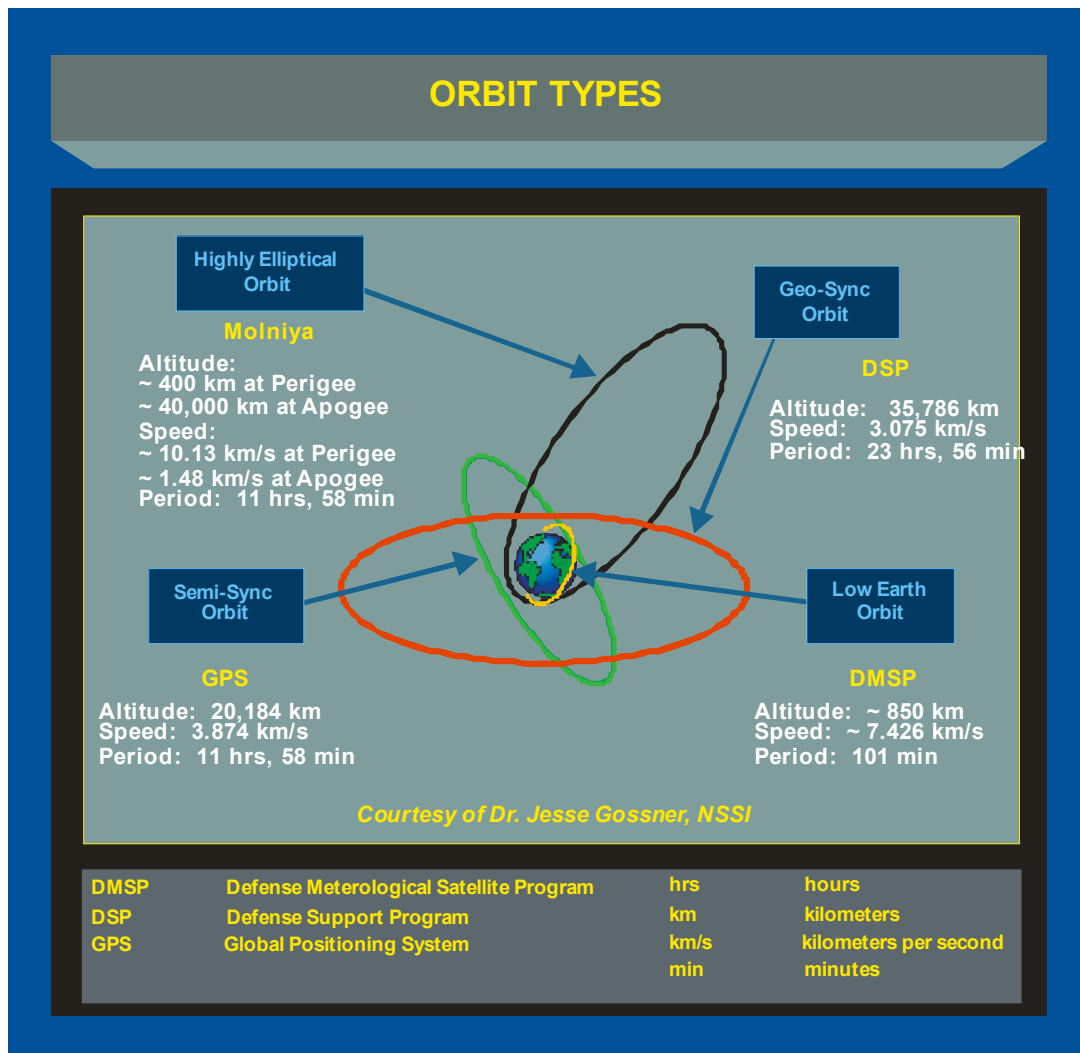 ORBIT TYPES
Highly Elliptical
Orbit
Molniya
Altitude:
~ 400 km at Perigee
~ 40,000 km at Apogee
Speed:
~ 10.13 km/s at Perigee
~ 1.48 km/s at Apogee
Period: 11 hrs, 58 min
Geo-Sync
Orbit
DSP
Altitude: 35,786 km
Speed: 3.075 km/s
Period: 23 hrs, 56 min
Semi-Sync
Orbit
GPS
Altitude: 20,184 km
Speed: 3.874 km/s
Period: 11 hrs, 58 min
Low Earth
Orbit
DMSP
Altitude: ~ 850 km
Speed: ~ 7.426 km/s
Period: 101 min
Courtesy of Dr. Jesse Gossner, NSSI
DMSP Defense Meterological Satellite Program hrs hours
DSP Defense Support Program km kilometers
GPS Global Positioning System km/s kilometers per second
min minutes